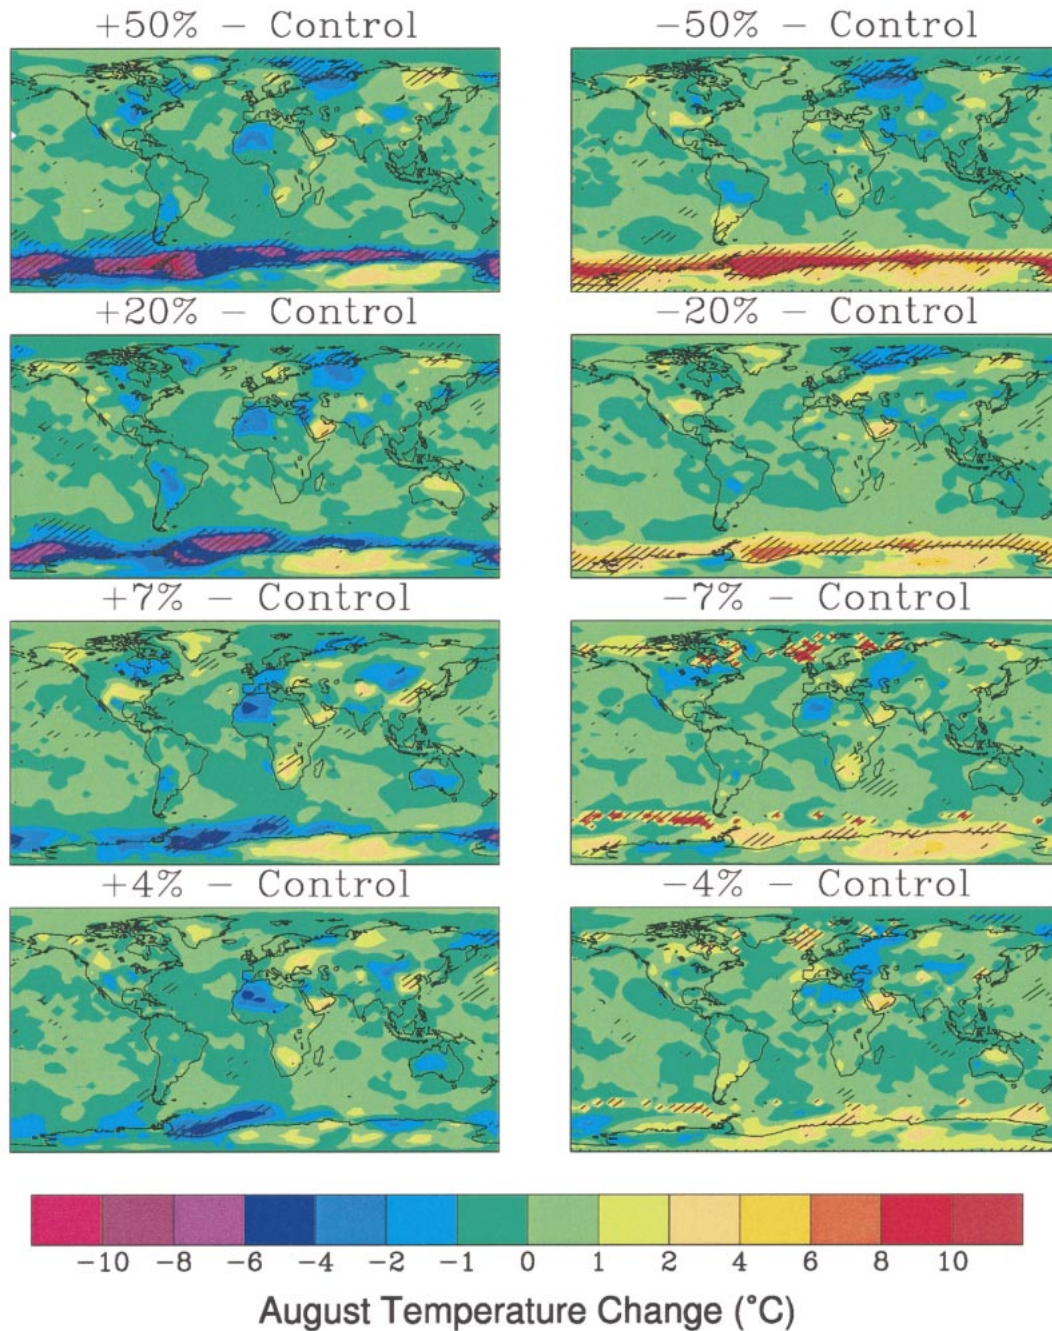 +50% − Control
−50% − Control
+20% − Control
−20% − Control
+7% − Control
−7% − Control
+4% − Control
−4% − Control
−10 −8 −6 −4 −2 −1 0 1 2 4 6 8 10
August Temperature Change (°C)